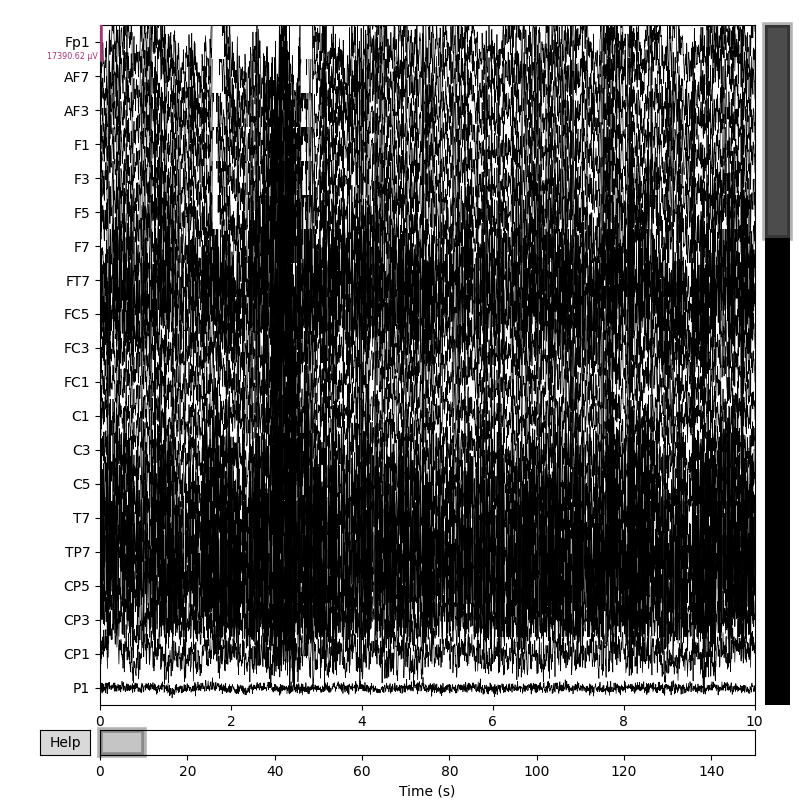 Fp1
17390.62 µV
AF7
AF3
F1
F3
F5
F7
FT7
FC5
FC3
FC1
C1
C3
C5
T7
TP7
CP5
CP3
CP1
P1
0 2 4 6 8 10
Help
0 20 40 60 80 100 120 140
Time (s)